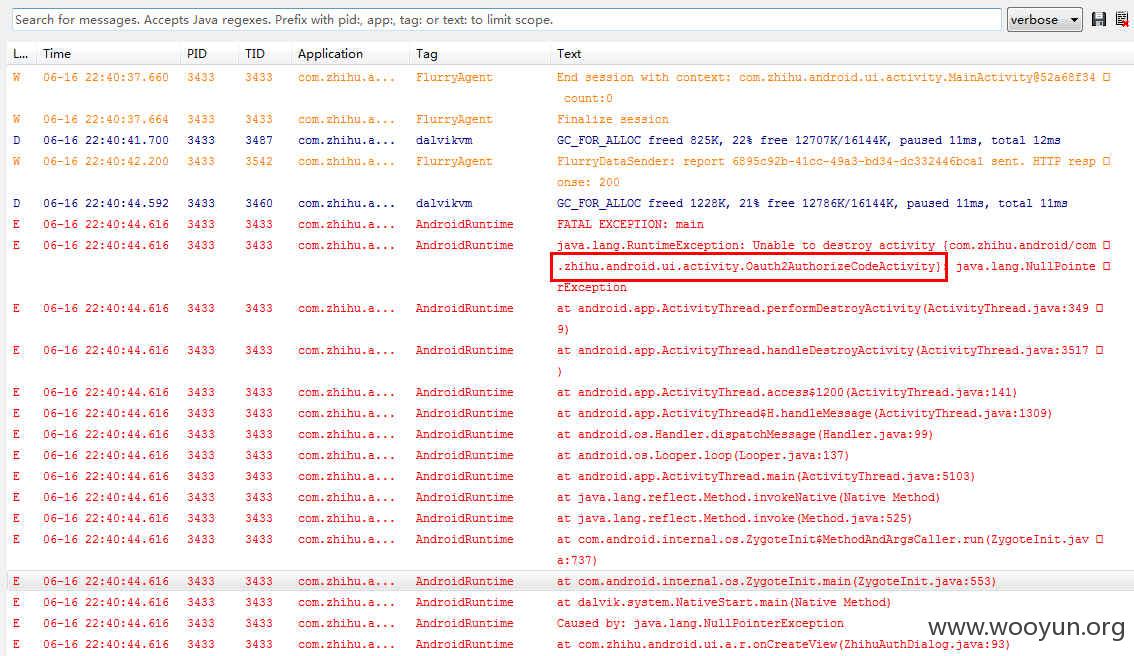 Search for messages. Accepts Java regexes. Prefix with pid:, app:, tag: or text: to limit scope.
verbose
L... Time PID TID Application Tag Text
W 06-16 22:40:37.660 3433 3433 com.zhihu.a... FlurryAgent End session with context: com.zhihu.android.ui.activity.MainActivity@52a68f34
count:0
W 06-16 22:40:37.664 3433 3433 com.zhihu.a... FlurryAgent Finalize session
D 06-16 22:40:41.700 3433 3487 com.zhihu.a... dalvikvm GC_FOR_ALLOC freed 825K, 22% free 12707K/16144K, paused 11ms, total 12ms
W 06-16 22:40:42.200 3433 3542 com.zhihu.a... FlurryAgent FlurryDataSender: report 6895c92b-41cc-49a3-bd34-dc332446bca1 sent. HTTP resp
onse: 200
D 06-16 22:40:44.592 3433 3460 com.zhihu.a... dalvikvm GC_FOR_ALLOC freed 1228K, 21% free 12786K/16144K, paused 11ms, total 11ms
E 06-16 22:40:44.616 3433 3433 com.zhihu.a... AndroidRuntime FATAL EXCEPTION: main
E 06-16 22:40:44.616 3433 3433 com.zhihu.a... AndroidRuntime java.lang.RuntimeException: Unable to destroy activity {com.zhihu.android/com
.zhihu.android.ui.activity.Oauth2AuthorizeCodeActivity}: java.lang.NullPointe
rException
E 06-16 22:40:44.616 3433 3433 com.zhihu.a... AndroidRuntime at android.app.ActivityThread.performDestroyActivity(ActivityThread.java:349
9)
E 06-16 22:40:44.616 3433 3433 com.zhihu.a... AndroidRuntime at android.app.ActivityThread.handleDestroyActivity(ActivityThread.java:3517
)
E 06-16 22:40:44.616 3433 3433 com.zhihu.a... AndroidRuntime at android.app.ActivityThread.access$1200(ActivityThread.java:141)
E 06-16 22:40:44.616 3433 3433 com.zhihu.a... AndroidRuntime at android.app.ActivityThread$H.handleMessage(ActivityThread.java:1309)
E 06-16 22:40:44.616 3433 3433 com.zhihu.a... AndroidRuntime at android.os.Handler.dispatchMessage(Handler.java:99)
E 06-16 22:40:44.616 3433 3433 com.zhihu.a... AndroidRuntime at android.os.Looper.loop(Looper.java:137)
E 06-16 22:40:44.616 3433 3433 com.zhihu.a... AndroidRuntime at android.app.ActivityThread.main(ActivityThread.java:5103)
E 06-16 22:40:44.616 3433 3433 com.zhihu.a... AndroidRuntime at java.lang.reflect.Method.invokeNative(Native Method)
E 06-16 22:40:44.616 3433 3433 com.zhihu.a... AndroidRuntime at java.lang.reflect.Method.invoke(Method.java:525)
E 06-16 22:40:44.616 3433 3433 com.zhihu.a... AndroidRuntime at com.android.internal.os.ZygoteInit$MethodAndArgsCaller.run(ZygoteInit.jav
a:737)
E 06-16 22:40:44.616 3433 3433 com.zhihu.a... AndroidRuntime at com.android.internal.os.ZygoteInit.main(ZygoteInit.java:553)
E 06-16 22:40:44.616 3433 3433 com.zhihu.a... AndroidRuntime at dalvik.system.NativeStart.main(Native Method)
E 06-16 22:40:44.616 3433 3433 com.zhihu.a... AndroidRuntime Caused by: java.lang.NullPointerException
E 06-16 22:40:44.616 3433 3433 com.zhihu.a... AndroidRuntime at com.zhihu.android.ui.a.r.onCreateView(ZhihuAuthDialog.java:93)
www.wooyun.org